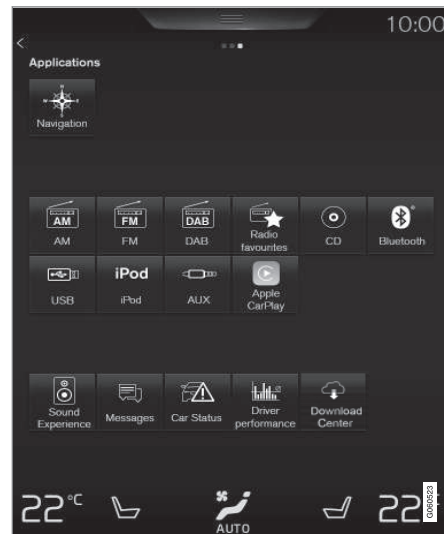 10:00
Applications
Navigation
AM FM DAB
AM FM DAB Radio favourites CD Bluetooth
iPod
USB iPod AUX Apple CarPlay
Sound Experience Messages Car Status Driver performance Download Center
22°C 22°
AUTO
G060523